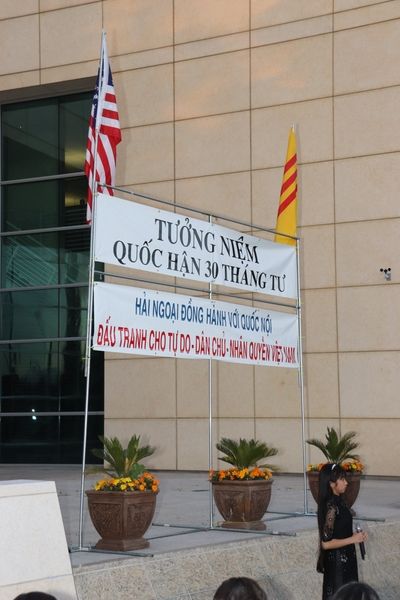 TƯỞNG NIỆM
QUỐC HẬN 30 THÁNG TƯ
HẢI NGOẠI ĐỒNG HÀNH VỚI QUỐC NỘI
ĐẤU TRANH CHO TỰ DO - DÂN CHỦ - NHÂN QUYỀN VIỆT NAM